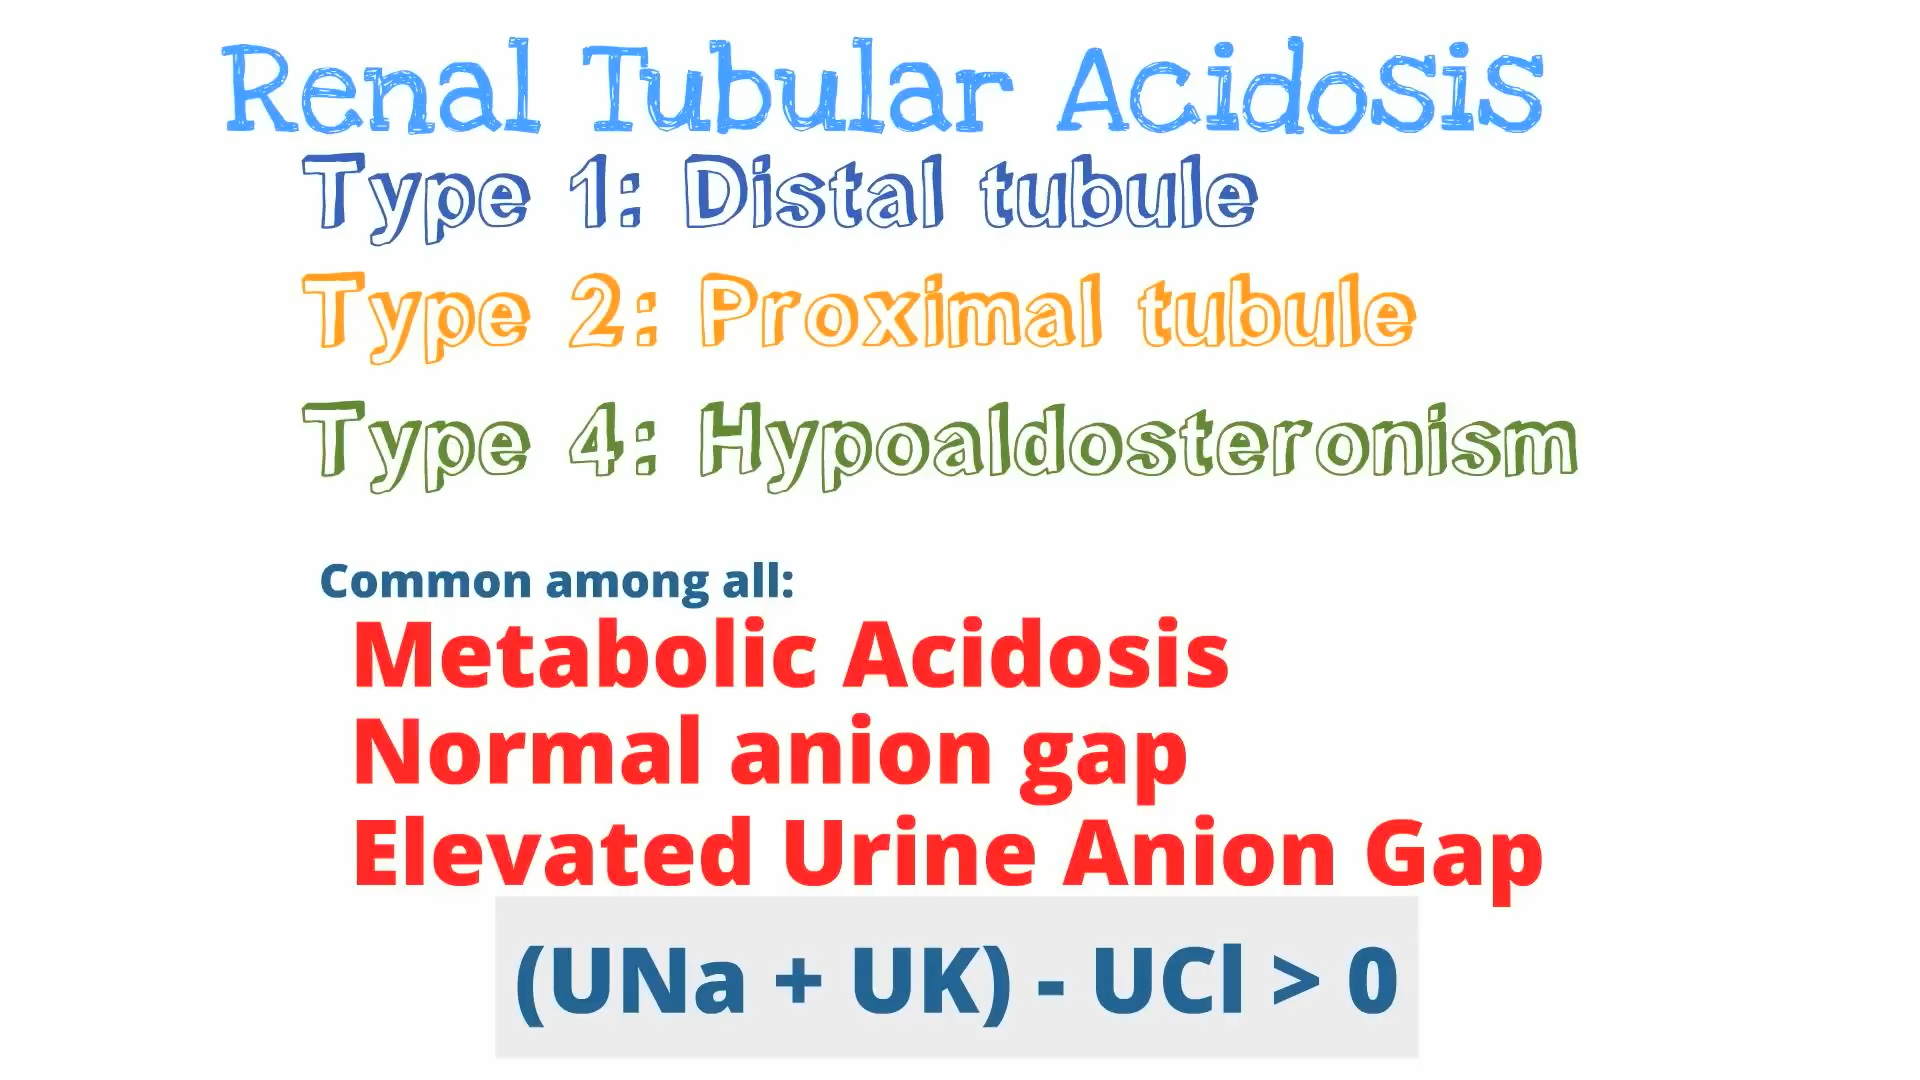 Renal Tubular Acidosis
Type 1: Distal tubule
Type 2: Proximal tubule
Type 4: Hypoaldosteronism
Common among all:
Metabolic Acidosis
Normal anion gap
Elevated Urine Anion Gap
(UNa + UK) - UCl > 0